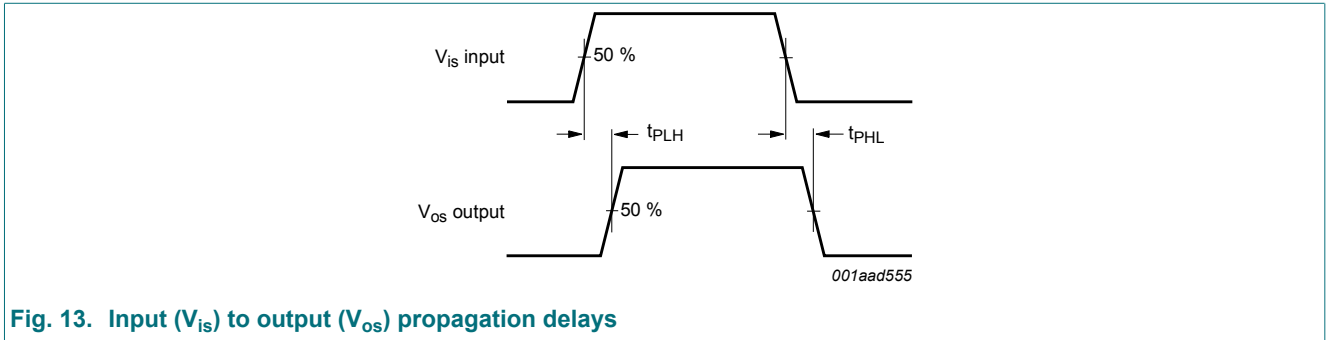 V_is input
50 %
t_PLH
t_PHL
V_os output
50 %
001aad555
Fig. 13. Input (V_is) to output (V_os) propagation delays